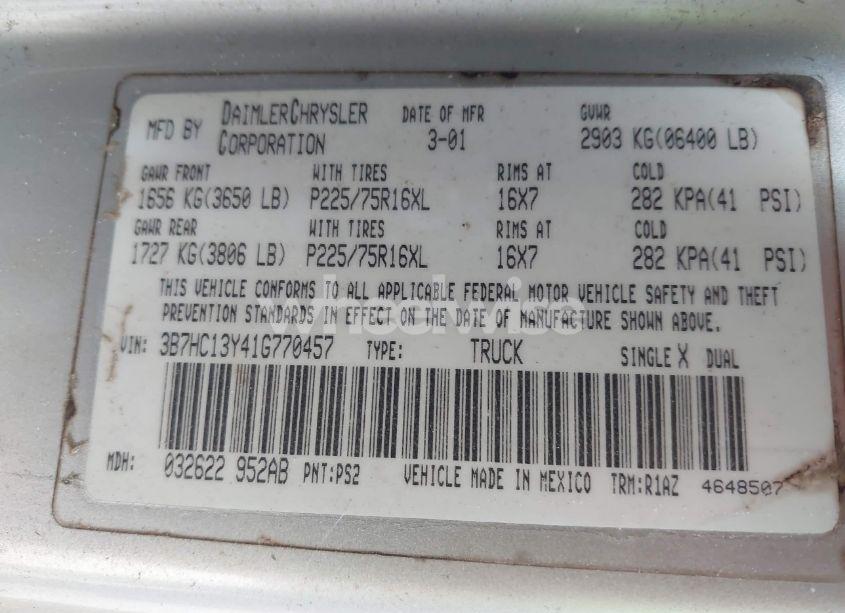 MFD BY DAIMLERCHRYSLER CORPORATION DATE OF MFR 3-01 GVWR 2903 KG(06400 LB)
GAWR FRONT WITH TIRES RIMS AT COLD
1656 KG(3650 LB) P225/75R16XL 16X7 282 KPA(41 PSI)
GAWR REAR WITH TIRES RIMS AT COLD
1727 KG(3806 LB) P225/75R16XL 16X7 282 KPA(41 PSI)
THIS VEHICLE CONFORMS TO ALL APPLICABLE FEDERAL MOTOR VEHICLE SAFETY AND THEFT
PREVENTION STANDARDS IN EFFECT ON THE DATE OF MANUFACTURE SHOWN ABOVE.
VIN: 3B7HC13Y41G770457 TYPE: TRUCK SINGLE X DUAL
MDH: 032622 952AB PNT:PS2 VEHICLE MADE IN MEXICO TRM:R1AZ 4648507